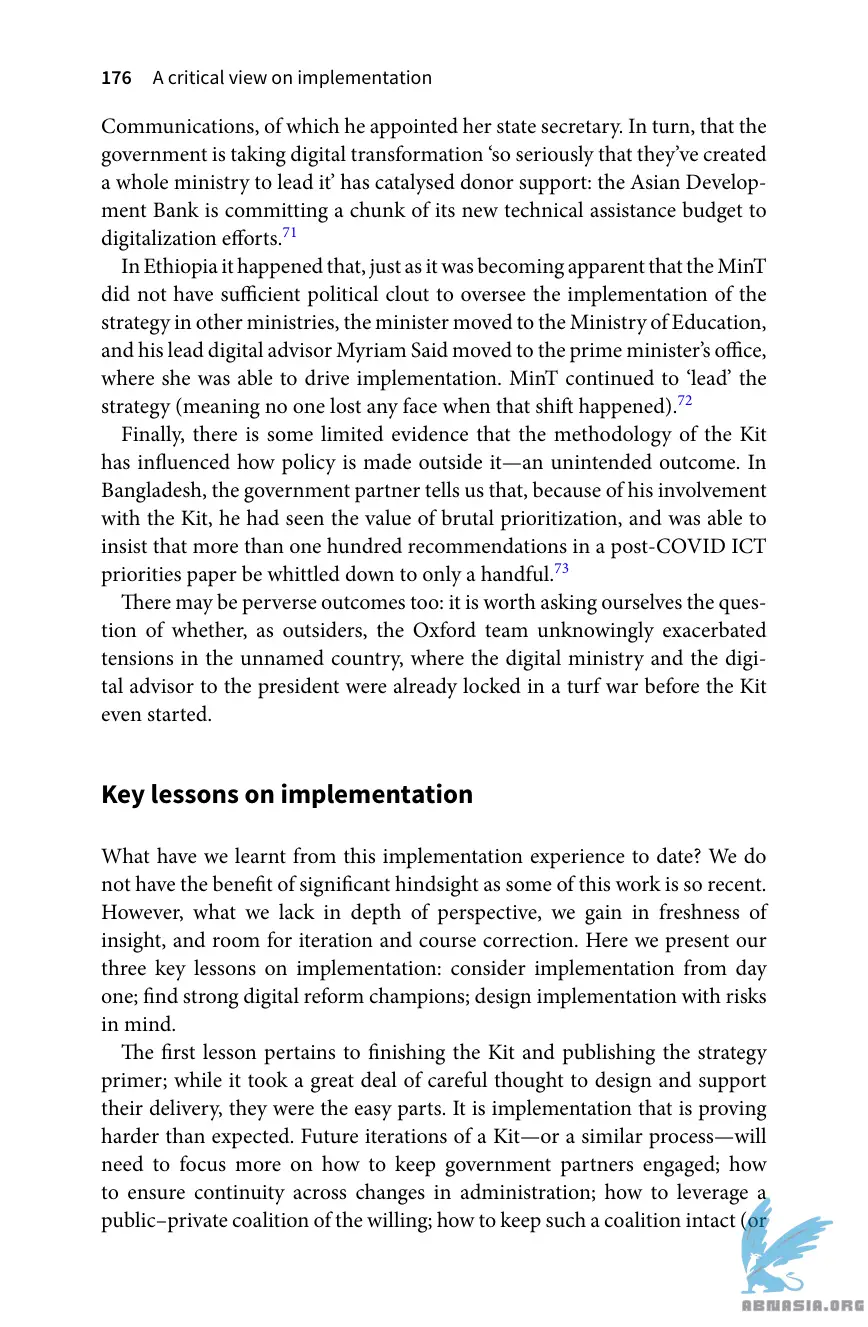 176 A critical view on implementation
Communications, of which he appointed her state secretary. In turn, that the
government is taking digital transformation ‘so seriously that they’ve created
a whole ministry to lead it’ has catalysed donor support: the Asian Develop-
ment Bank is committing a chunk of its new technical assistance budget to
digitalization efforts.71
In Ethiopia it happened that, just as it was becoming apparent that the MinT
did not have sufficient political clout to oversee the implementation of the
strategy in other ministries, the minister moved to the Ministry of Education,
and his lead digital advisor Myriam Said moved to the prime minister’s office,
where she was able to drive implementation. MinT continued to ‘lead’ the
strategy (meaning no one lost any face when that shift happened).72
Finally, there is some limited evidence that the methodology of the Kit
has influenced how policy is made outside it—an unintended outcome. In
Bangladesh, the government partner tells us that, because of his involvement
with the Kit, he had seen the value of brutal prioritization, and was able to
insist that more than one hundred recommendations in a post-COVID ICT
priorities paper be whittled down to only a handful.73
There may be perverse outcomes too: it is worth asking ourselves the ques-
tion of whether, as outsiders, the Oxford team unknowingly exacerbated
tensions in the unnamed country, where the digital ministry and the digi-
tal advisor to the president were already locked in a turf war before the Kit
even started.
Key lessons on implementation
What have we learnt from this implementation experience to date? We do
not have the benefit of significant hindsight as some of this work is so recent.
However, what we lack in depth of perspective, we gain in freshness of
insight, and room for iteration and course correction. Here we present our
three key lessons on implementation: consider implementation from day
one; find strong digital reform champions; design implementation with risks
in mind.
The first lesson pertains to finishing the Kit and publishing the strategy
primer; while it took a great deal of careful thought to design and support
their delivery, they were the easy parts. It is implementation that is proving
harder than expected. Future iterations of a Kit—or a similar process—will
need to focus more on how to keep government partners engaged; how
to ensure continuity across changes in administration; how to leverage a
public–private coalition of the willing; how to keep such a coalition intact (or
ABNASIA.ORG